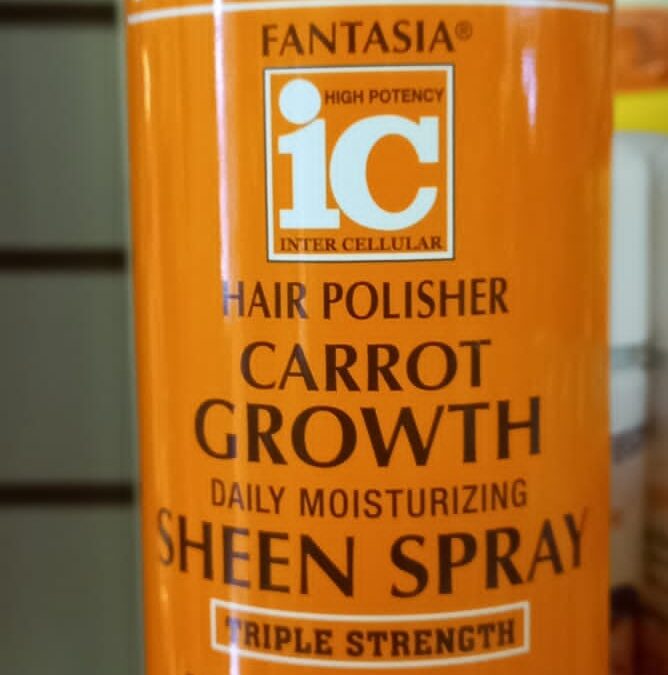 FANTASIA®
HIGH POTENCY
ic
INTER CELLULAR
HAIR POLISHER
CARROT
GROWTH
DAILY MOISTURIZING
SHEEN SPRAY
TRIPLE STRENGTH